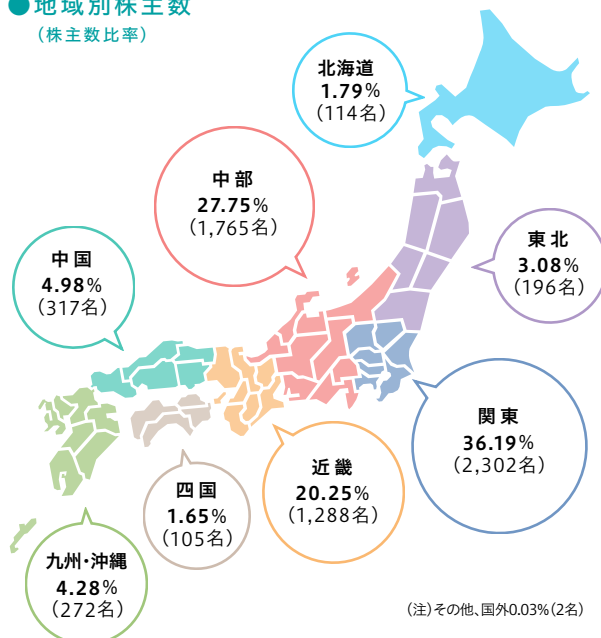 ●地域別株主数
（株主数比率）
北海道
1.79%
（114名）
中部
27.75%
（1,765名）
東北
3.08%
（196名）
中国
4.98%
（317名）
関東
36.19%
（2,302名）
近畿
20.25%
（1,288名）
四国
1.65%
（105名）
九州・沖縄
4.28%
（272名）
（注）その他、国外0.03%（2名）